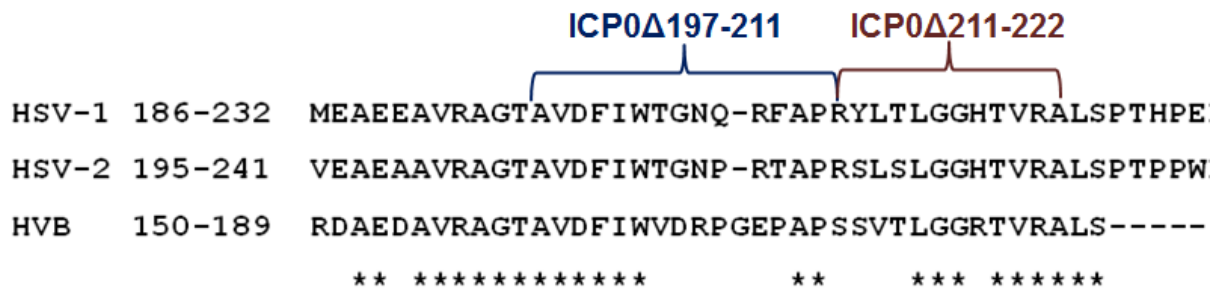 ICP0Δ197-211 ICP0Δ211-222
HSV-1 186-232 MEAEEAVRAGTAVDFIWTGNQ-RFAPRYLTLGGHTVRALSPTHPE
HSV-2 195-241 VEAEAAVRAGTAVDFIWTGNP-RTAPRSLSLGGHTVRALSPTPPW
HVB 150-189 RDAEDAVRAGTAVDFIWVDRPGEPAPSSVTLGGRTVRALS-----
** *********** ** *** ******